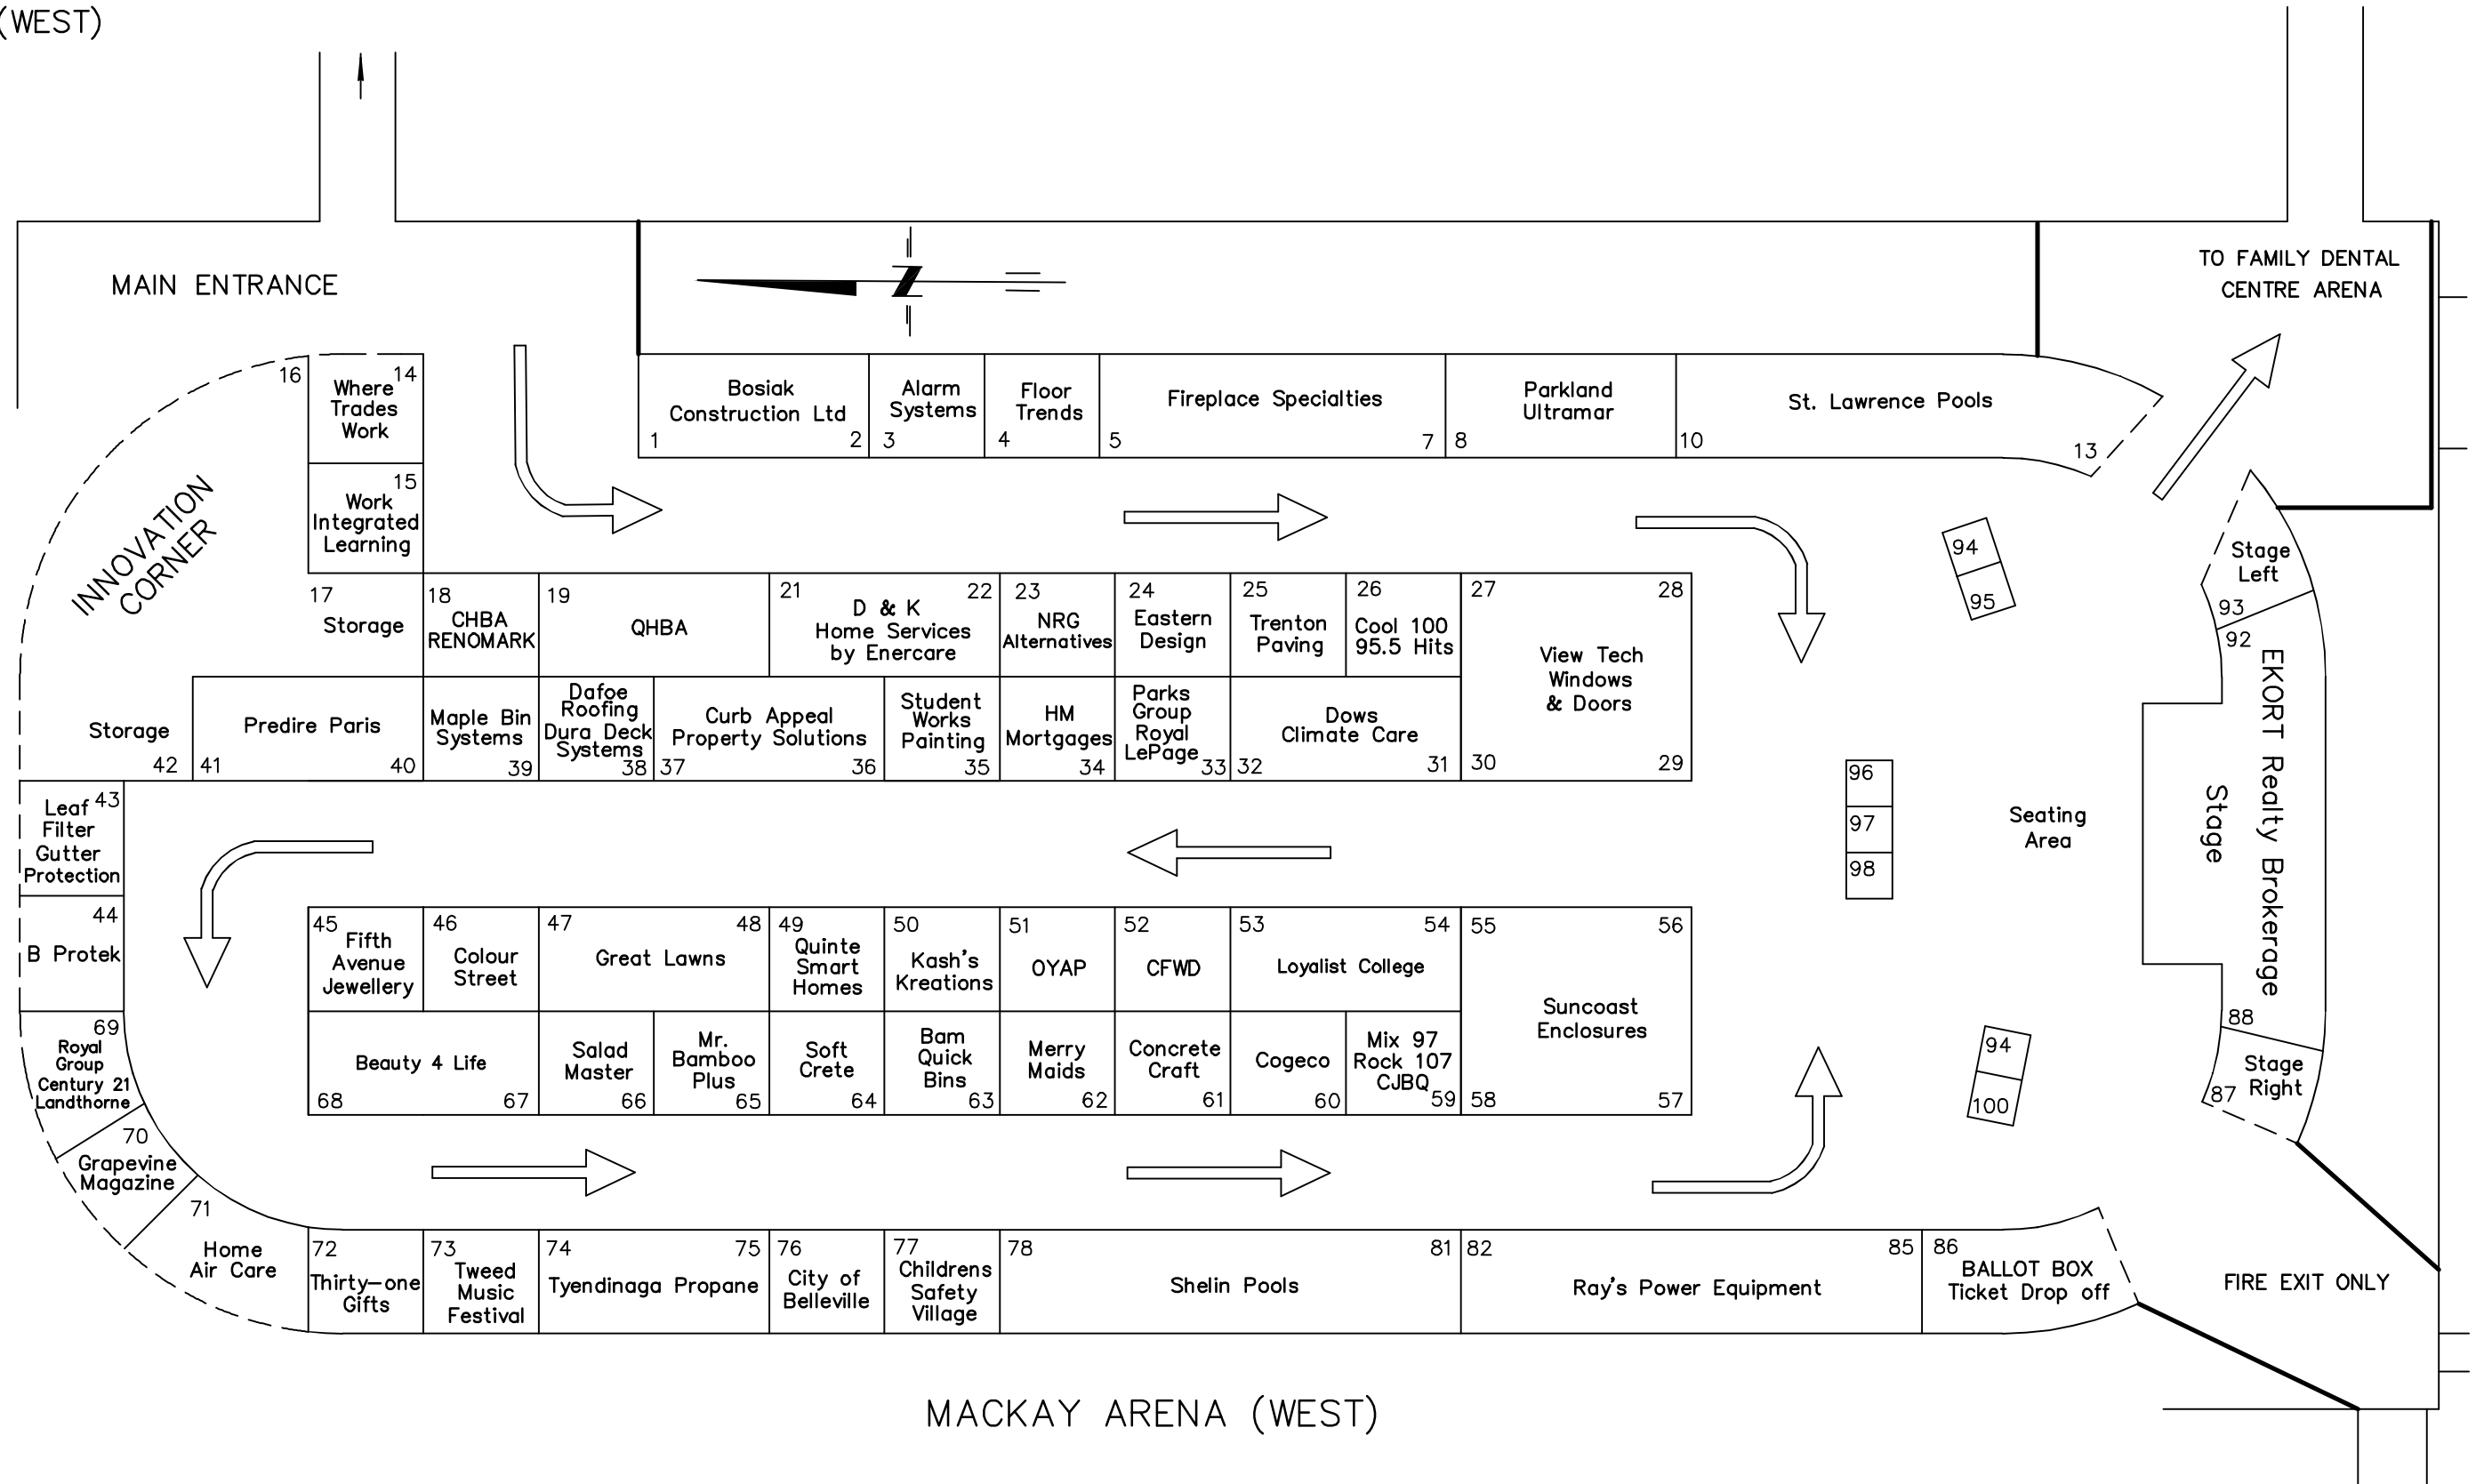 (WEST)
MAIN ENTRANCE
TO FAMILY DENTAL
CENTRE ARENA
16
Where 14
Trades
Work
15
Work
Integrated
Learning
INNOVATION
CORNER
Bosiak
Construction Ltd
1
2
Alarm
Systems
3
Floor
Trends
4
Fireplace Specialties
5
7
Parkland
Ultramar
8
St. Lawrence Pools
10
13
17
Storage
18
CHBA
RENOMARK
19
QHBA
21
22
D & K
Home Services
by Enercare
23
NRG
Alternatives
24
Eastern
Design
25
Trenton
Paving
26
Cool 100
95.5 Hits
27
28
View Tech
Windows
& Doors
30
29
94
95
Stage
Left
93
92
EKORT Realty Brokerage
Stage
88
Stage
Right
87
Storage
42
Predire Paris
41
40
Maple Bin
Systems
39
Dafoe
Roofing
Dura Deck
Systems
38
Curb Appeal
Property Solutions
37
36
Student
Works
Painting
35
HM
Mortgages
34
Parks
Group
Royal
LePage
33
Dows
Climate Care
32
31
96
97
98
Seating
Area
Leaf 43
Filter
Gutter
Protection
44
B Protek
45
Fifth
Avenue
Jewellery
46
Colour
Street
47
48
Great Lawns
49
Quinte
Smart
Homes
50
Kash's
Kreations
51
OYAP
52
CFWD
53
54
Loyalist College
55
56
Suncoast
Enclosures
58
57
69
Royal
Group
Century 21
Landthorne
Beauty 4 Life
68
67
Salad
Master
66
Mr.
Bamboo
Plus
65
Soft
Crete
64
Bam
Quick
Bins
63
Merry
Maids
62
Concrete
Craft
61
Cogeco
60
Mix 97
Rock 107
CJBQ
59
94
100
70
Grapevine
Magazine
71
Home
Air Care
72
Thirty-one
Gifts
73
Tweed
Music
Festival
74
75
Tyendinaga Propane
76
City of
Belleville
77
Childrens
Safety
Village
78
81
Shelin Pools
82
85
Ray's Power Equipment
86
BALLOT BOX
Ticket Drop off
FIRE EXIT ONLY
MACKAY ARENA (WEST)